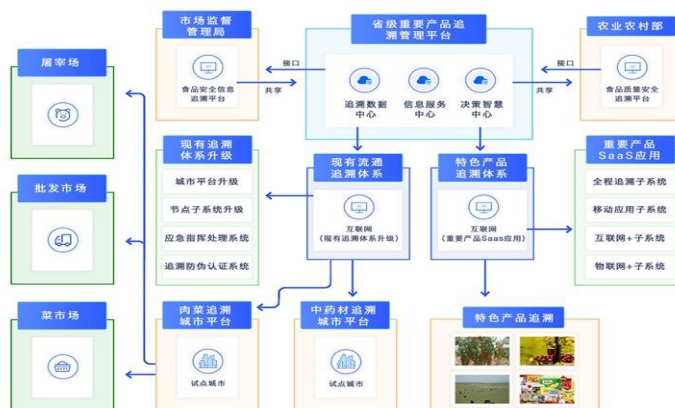 市场监督
管理局
食品安全信息
追溯平台
接口
共享
省级重要产品追
溯管理平台
追溯数据
中心
信息服务
中心
决策智慧
中心
接口
共享
农业农村部
食品质量安全
追溯平台
屠宰场
批发市场
菜市场
现有追溯
体系升级
城市平台升级
节点子系统升级
应急指挥处理系统
追溯防伪认证系统
现有流通
追溯体系
互联网
(现有追溯体系升级)
特色产品
追溯体系
互联网
(重要产品Saas应用)
重要产品
SaaS应用
全程追溯子系统
移动应用子系统
互联网+子系统
物联网+子系统
肉菜追溯
城市平台
试点城市
中药材追溯
城市平台
试点城市
特色产品追溯